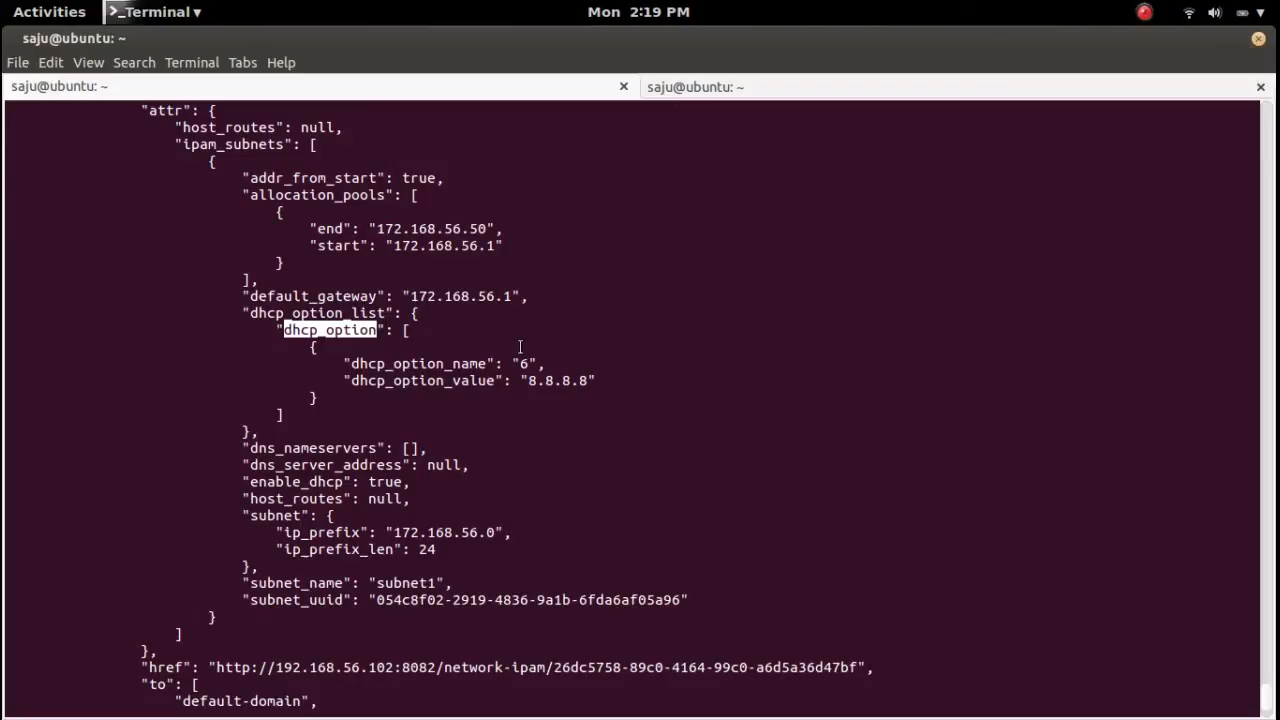 Activities >_Terminal ▾ Mon 2:19 PM
saju@ubuntu: ~
File Edit View Search Terminal Tabs Help
saju@ubuntu: ~ × saju@ubuntu: ~ ×
"attr": {
"host_routes": null,
"ipam_subnets": [
{
"addr_from_start": true,
"allocation_pools": [
{
"end": "172.168.56.50",
"start": "172.168.56.1"
}
],
"default_gateway": "172.168.56.1",
"dhcp_option_list": {
"dhcp_option": [
{
"dhcp_option_name": "6",
"dhcp_option_value": "8.8.8.8"
}
]
},
"dns_nameservers": [],
"dns_server_address": null,
"enable_dhcp": true,
"host_routes": null,
"subnet": {
"ip_prefix": "172.168.56.0",
"ip_prefix_len": 24
},
"subnet_name": "subnet1",
"subnet_uuid": "054c8f02-2919-4836-9a1b-6fda6af05a96"
}
]
},
"href": "http://192.168.56.102:8082/network-ipam/26dc5758-89c0-4164-99c0-a6d5a36d47bf",
"to": [
"default-domain",